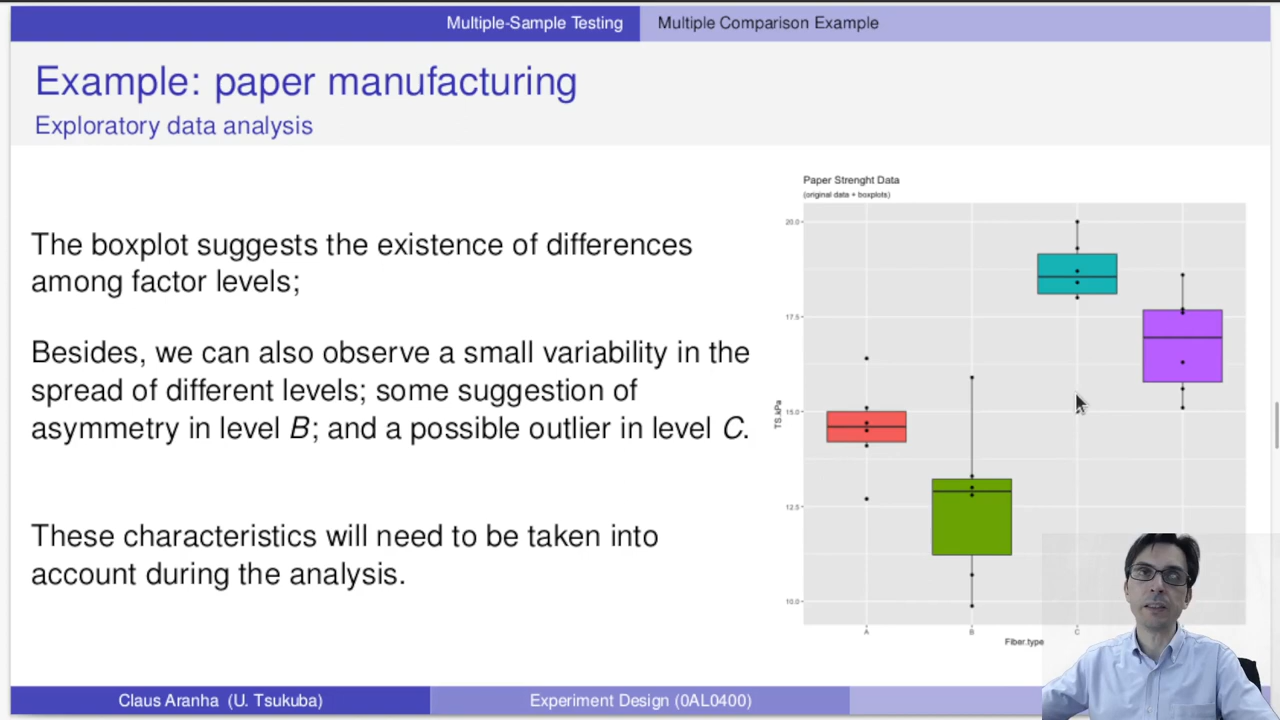 Multiple-Sample Testing
Multiple Comparison Example
Example: paper manufacturing
Exploratory data analysis
The boxplot suggests the existence of differences
among factor levels;
Besides, we can also observe a small variability in the
spread of different levels; some suggestion of
asymmetry in level B; and a possible outlier in level C.
These characteristics will need to be taken into
account during the analysis.
Paper Strenght Data
(original data + boxplots)
20.0
17.5
15.0
12.5
10.0
TS.kPa
A
B
C
Fiber.type
Claus Aranha (U. Tsukuba)
Experiment Design (0AL0400)